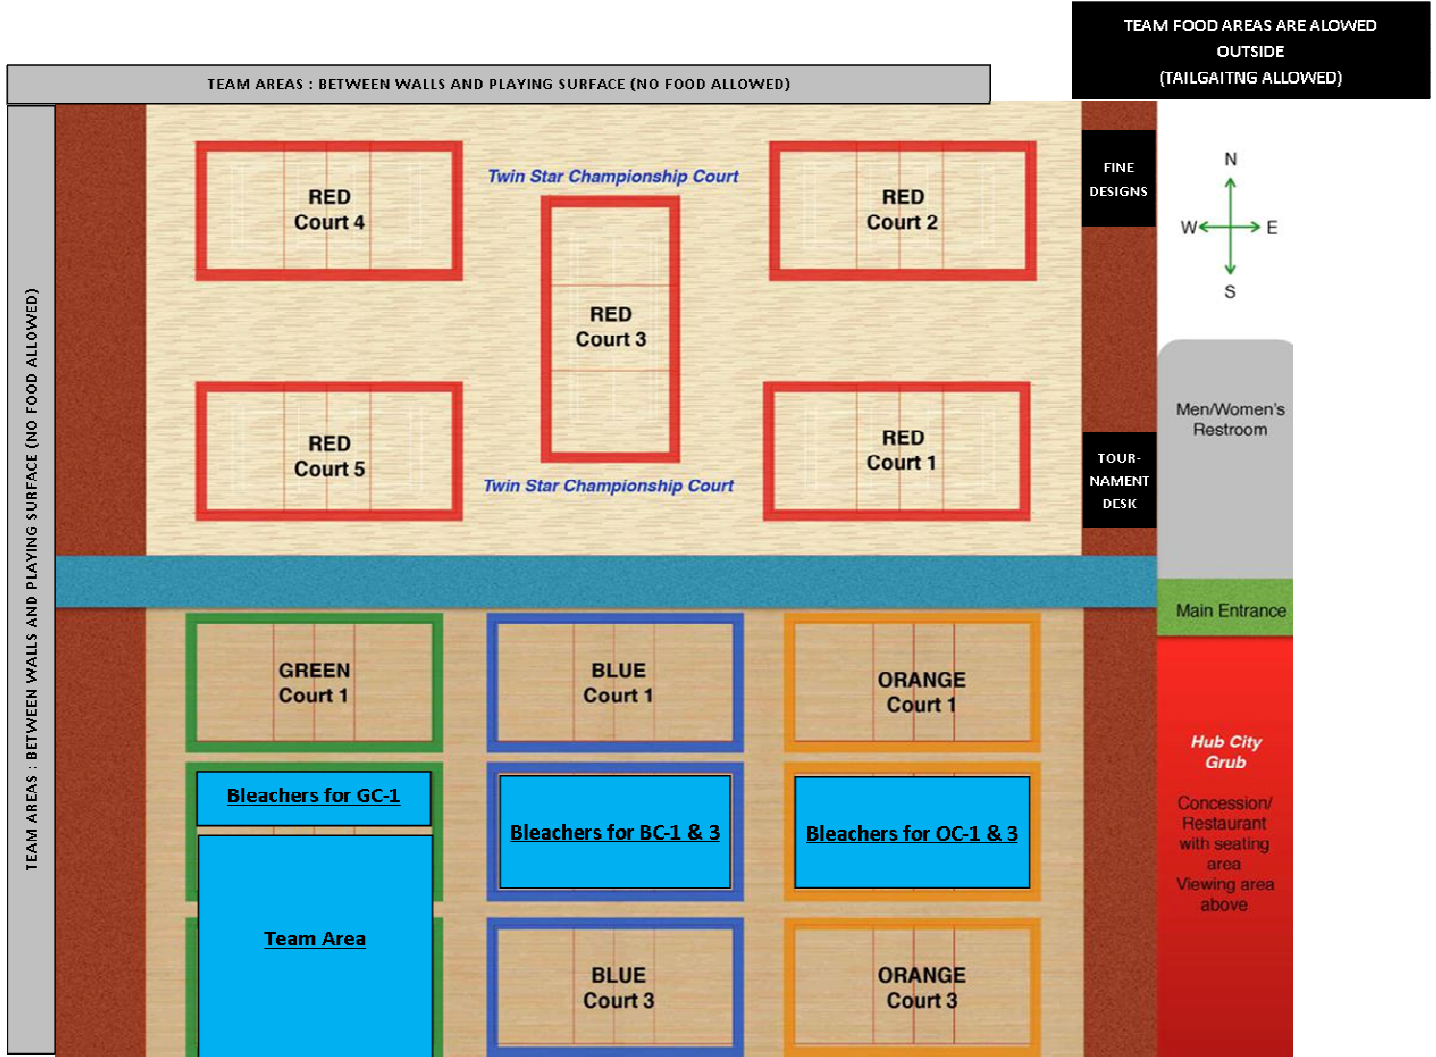 TEAM FOOD AREAS ARE ALOWED
OUTSIDE
(TAILGAITNG ALLOWED)
TEAM AREAS : BETWEEN WALLS AND PLAYING SURFACE (NO FOOD ALLOWED)
TEAM AREAS : BETWEEN WALLS AND PLAYING SURFACE (NO FOOD ALLOWED)
RED
Court 4
Twin Star Championship Court
RED
Court 2
FINE
DESIGNS
N
W
E
S
RED
Court 3
RED
Court 5
RED
Court 1
Twin Star Championship Court
Men/Women's
Restroom
TOUR-
NAMENT
DESK
Main Entrance
GREEN
Court 1
BLUE
Court 1
ORANGE
Court 1
Hub City
Grub
Concession/
Restaurant
with seating
area
Viewing area
above
Bleachers for GC-1
Bleachers for BC-1 & 3
Bleachers for OC-1 & 3
Team Area
BLUE
Court 3
ORANGE
Court 3